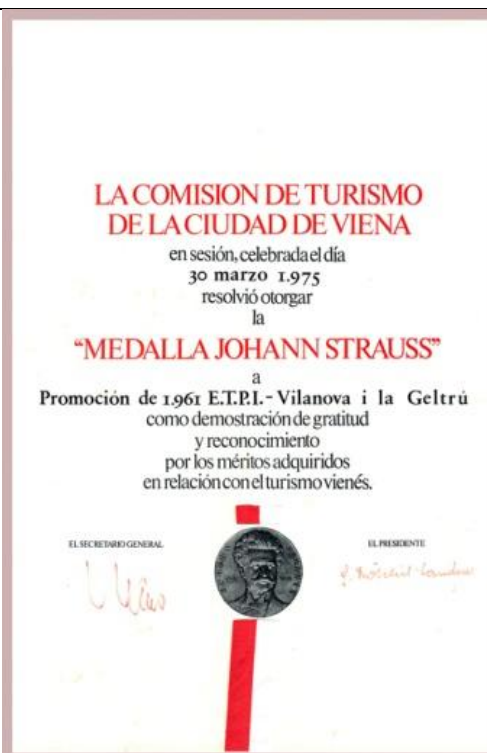 LA COMISION DE TURISMO
DE LA CIUDAD DE VIENA
en sesión, celebrada el día
30 marzo 1.975
resolvió otorgar
la
“MEDALLA JOHANN STRAUSS”
a
Promoción de 1.961 E.T.P.I.- Vilanova i la Geltrú
como demostración de gratitud
y reconocimiento
por los méritos adquiridos
en relación con el turismo vienés.
EL SECRETARIO GENERAL
EL PRESIDENTE